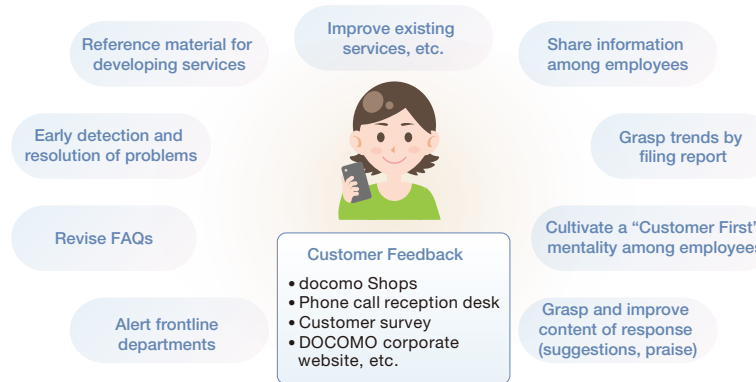 Improve existing
services, etc.
Reference material for
developing services
Share information
among employees
Early detection and
resolution of problems
Grasp trends by
filing report
Revise FAQs
Cultivate a “Customer First”
mentality among employees
Alert frontline
departments
Grasp and improve
content of response
(suggestions, praise)
Customer Feedback
• docomo Shops
• Phone call reception desk
• Customer survey
• DOCOMO corporate
website, etc.